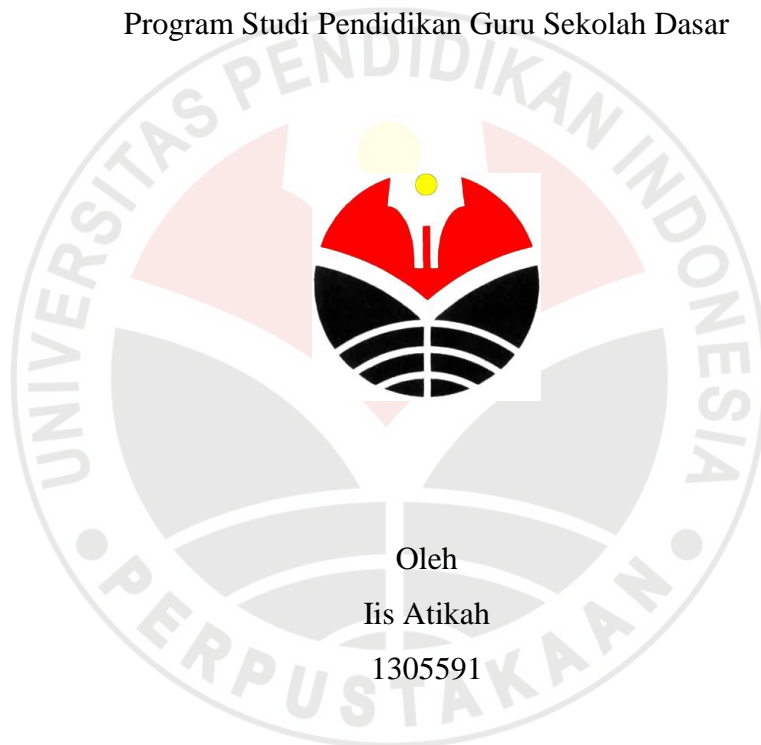 Program Studi Pendidikan Guru Sekolah Dasar
UNIVERSITAS PENDIDIKAN INDONESIA
Oleh
Iis Atikah
1305591
PERPUSTAKAAN